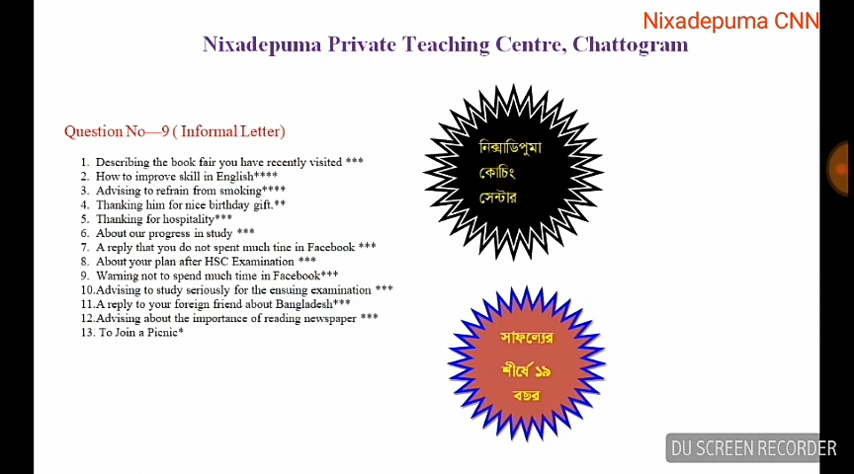 Nixadepuma CNN
Nixadepuma Private Teaching Centre, Chattogram
Question No—9 ( Informal Letter)
1. Describing the book fair you have recently visited ***
2. How to improve skill in English****
3. Advising to refrain from smoking****
4. Thanking him for nice birthday gift.**
5. Thanking for hospitality***
6. About our progress in study ***
7. A reply that you do not spent much tine in Facebook ***
8. About your plan after HSC Examination ***
9. Warning not to spend much time in Facebook***
10.Advising to study seriously for the ensuing examination ***
11.A reply to your foreign friend about Bangladesh***
12.Advising about the importance of reading newspaper ***
13. To Join a Picnic*
নিক্সাডিপুমা
কোচিং
সেন্টার
সাফল্যের
শীর্ষে ১৯
বছর
DU SCREEN RECORDER